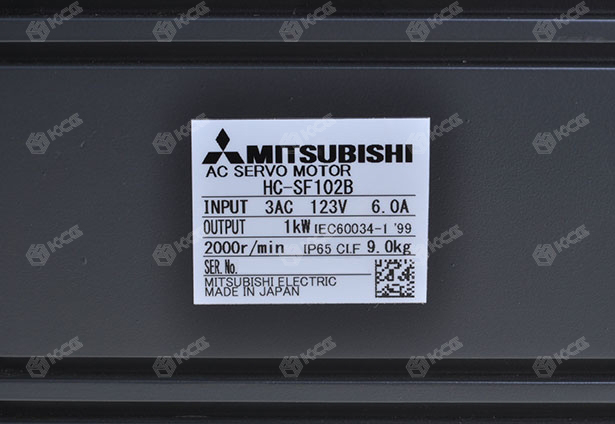 MITSUBISHI
AC SERVO MOTOR
HC-SF102B
INPUT 3AC 123V 6.0A
OUTPUT 1kW IEC60034-1 '99
2000r/min IP65 CLF 9.0kg
SER. No.
MITSUBISHI ELECTRIC
MADE IN JAPAN